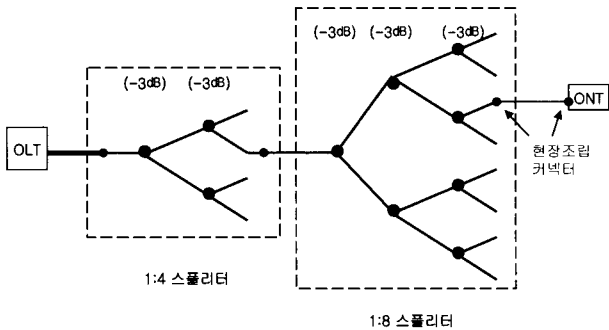 (-3dB) (-3dB) (-3dB)
(-3dB) (-3dB)
OLT
ONT
현장조립
커넥터
1:4 스플리터
1:8 스플리터